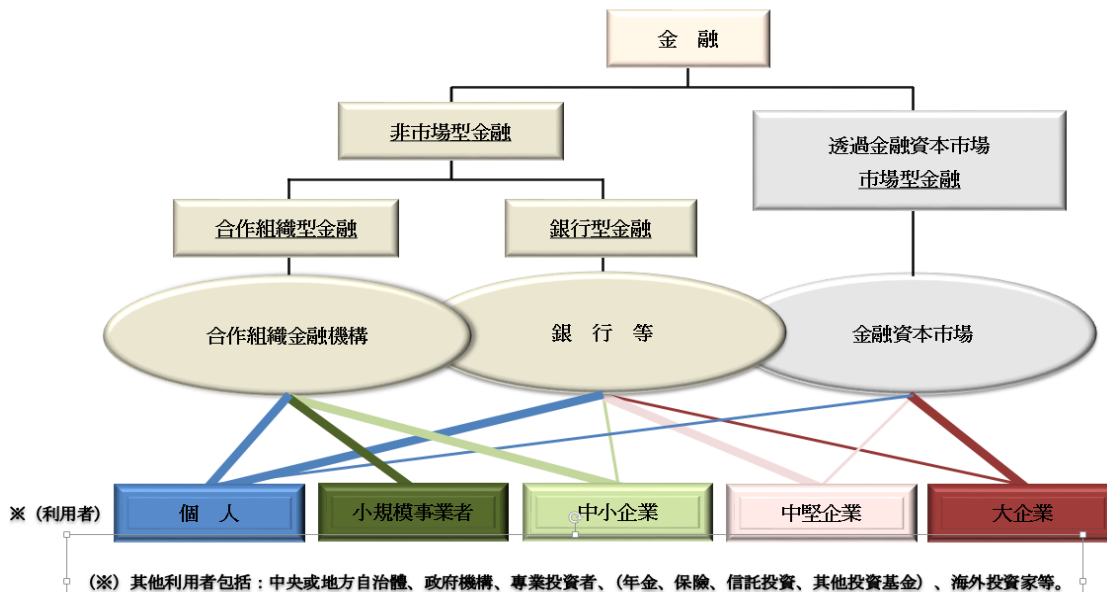 金　融
非市場型金融
透過金融資本市場
市場型金融
合作組織型金融
銀行型金融
合作組織金融機構
銀　行　等
金融資本市場
※（利用者）
個　人
小規模事業者
中小企業
中堅企業
大企業
（※）其他利用者包括：中央或地方自治體、政府機構、專業投資者、（年金、保險、信託投資、其他投資基金）、海外投資家等。